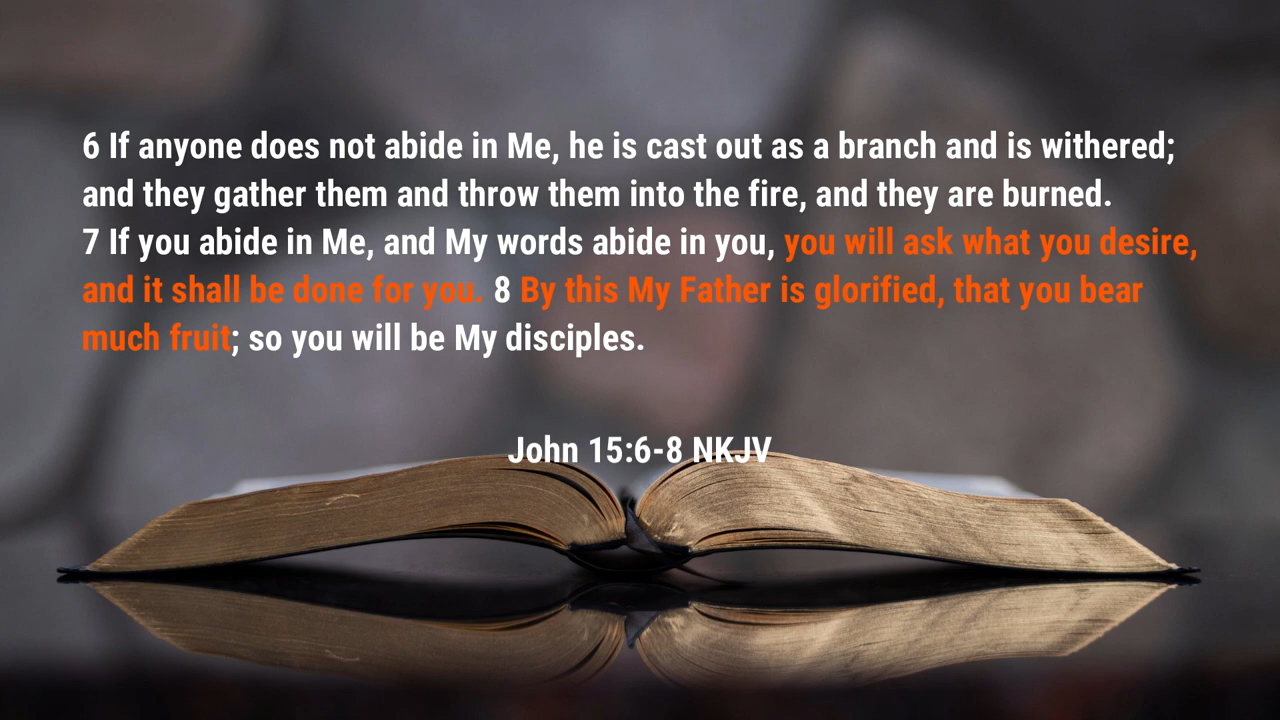 6 If anyone does not abide in Me, he is cast out as a branch and is withered;
and they gather them and throw them into the fire, and they are burned.
7 If you abide in Me, and My words abide in you, you will ask what you desire,
and it shall be done for you. 8 By this My Father is glorified, that you bear
much fruit; so you will be My disciples.
John 15:6-8 NKJV